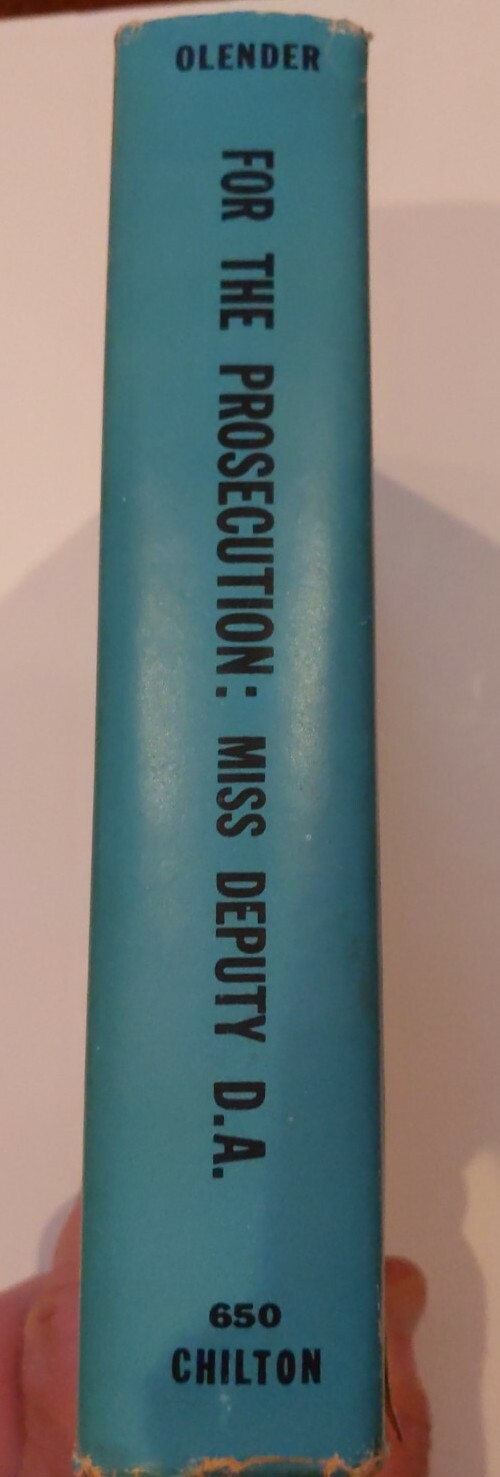 OLENDER
FOR THE PROSECUTION: MISS DEPUTY D.A.
650
CHILTON